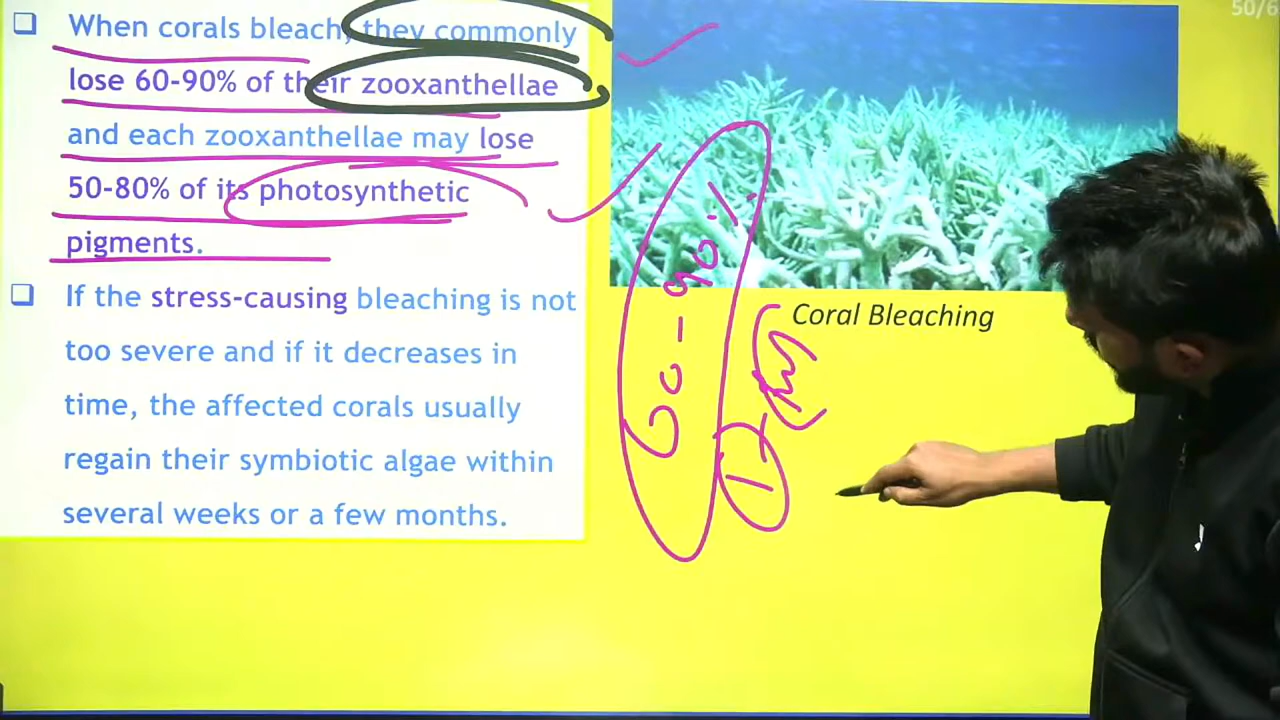 50/6
❑ When corals bleach, they commonly
lose 60-90% of their zooxanthellae
and each zooxanthellae may lose
50-80% of its photosynthetic
pigments.
❑ If the stress-causing bleaching is not
too severe and if it decreases in
time, the affected corals usually
regain their symbiotic algae within
several weeks or a few months.
Coral Bleaching
60-90%